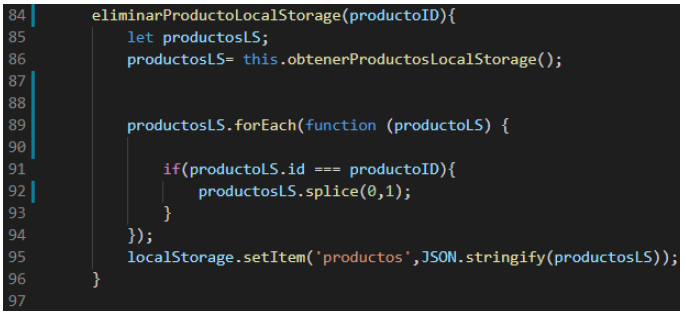 84 eliminarProductoLocalStorage(productoID){
85 let productosLS;
86 productosLS= this.obtenerProductosLocalStorage();
87
88
89 productosLS.forEach(function (productoLS) {
90
91 if(productoLS.id === productoID){
92 productosLS.splice(0,1);
93 }
94 });
95 localStorage.setItem('productos',JSON.stringify(productosLS));
96 }
97